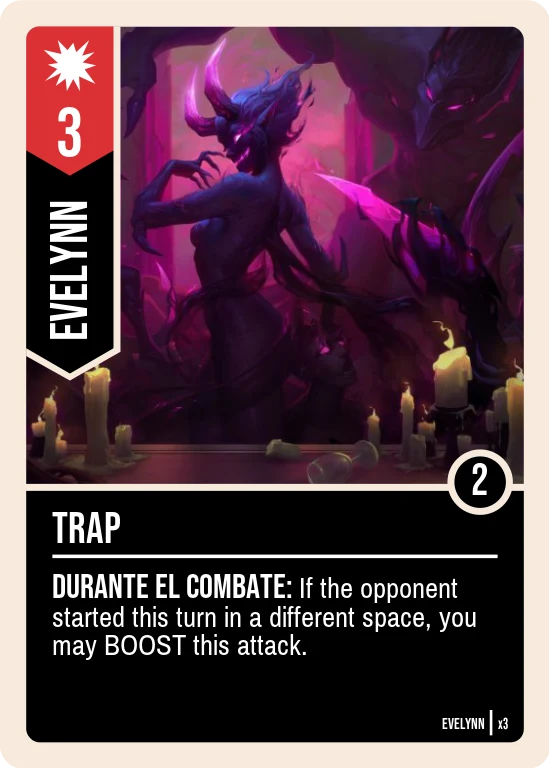 3
EVELYNN
2
TRAP
DURANTE EL COMBATE: If the opponent
started this turn in a different space, you
may BOOST this attack.
EVELYNN x3